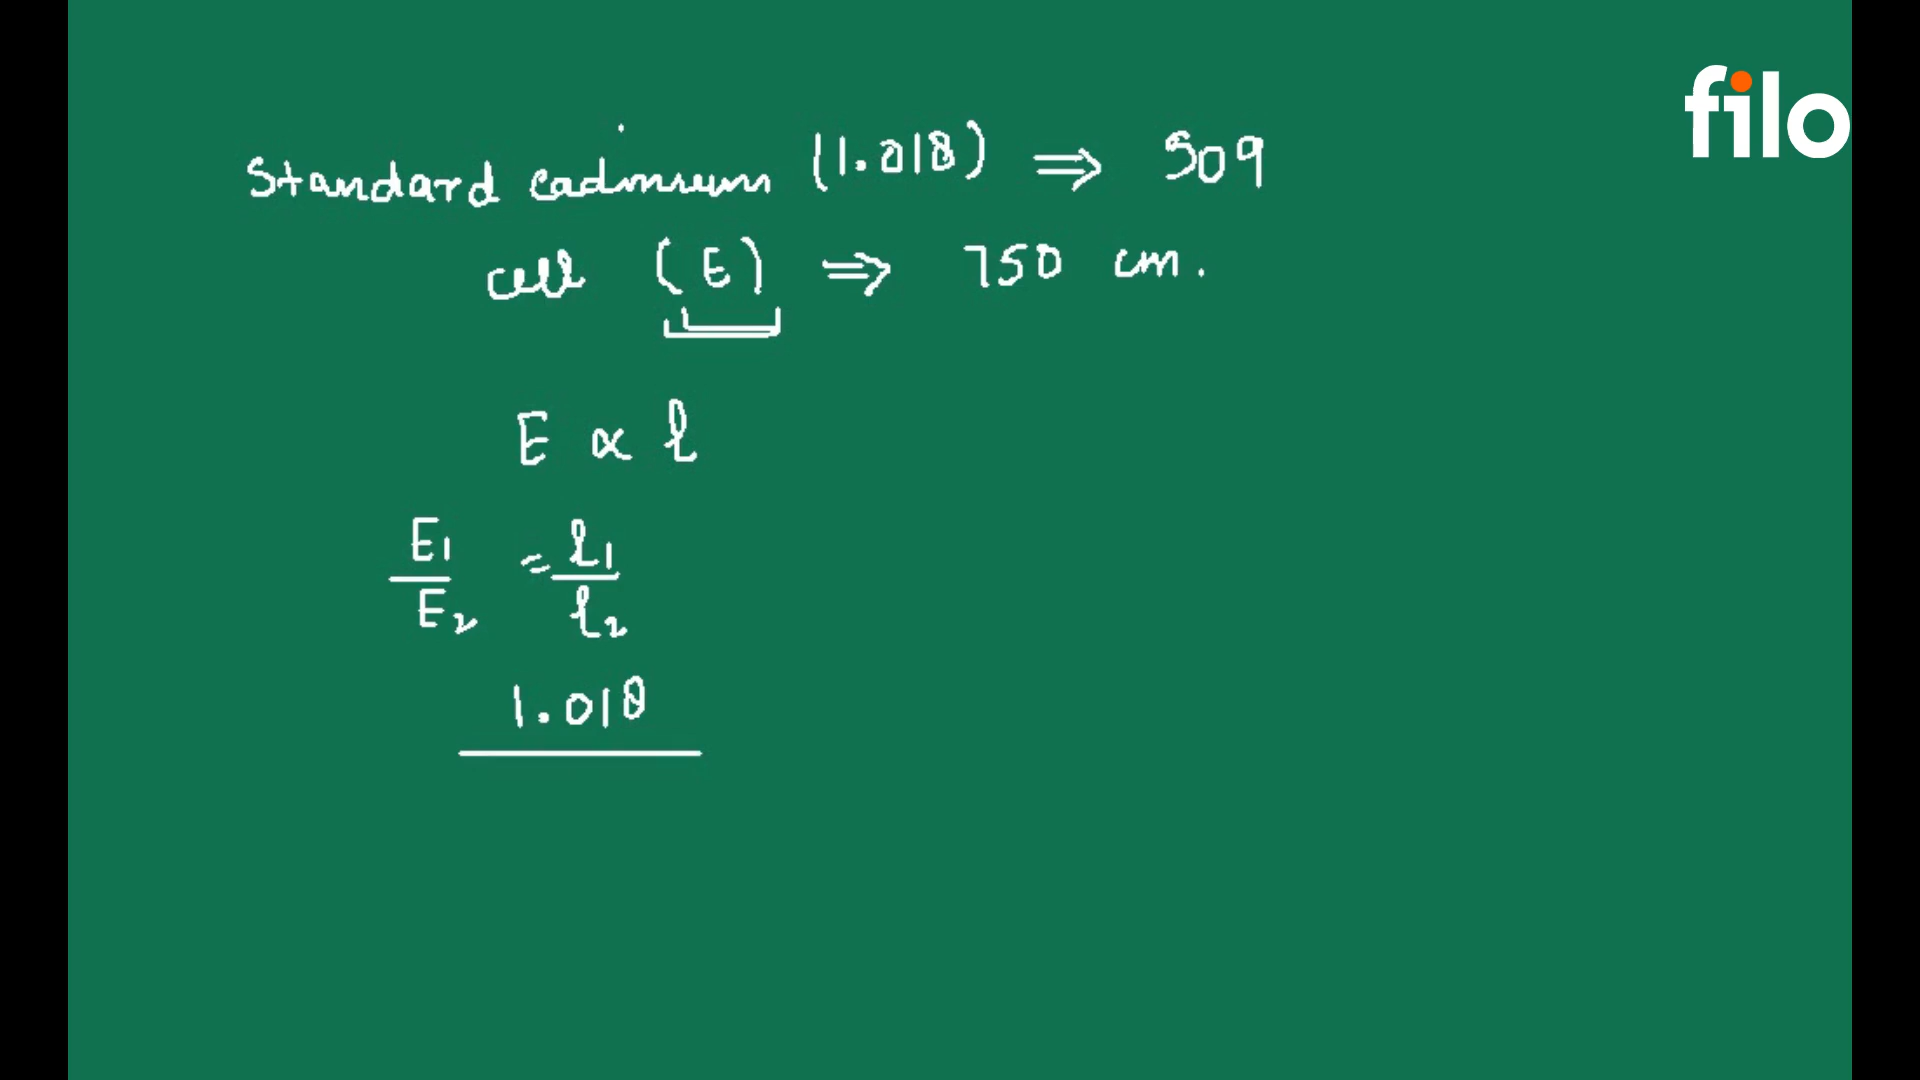 filo
Standard cadmium (1.018) ⇒ 509
cell (E) ⇒ 750 cm.
E ∝ l
E1 / E2 = l1 / l2
1.018